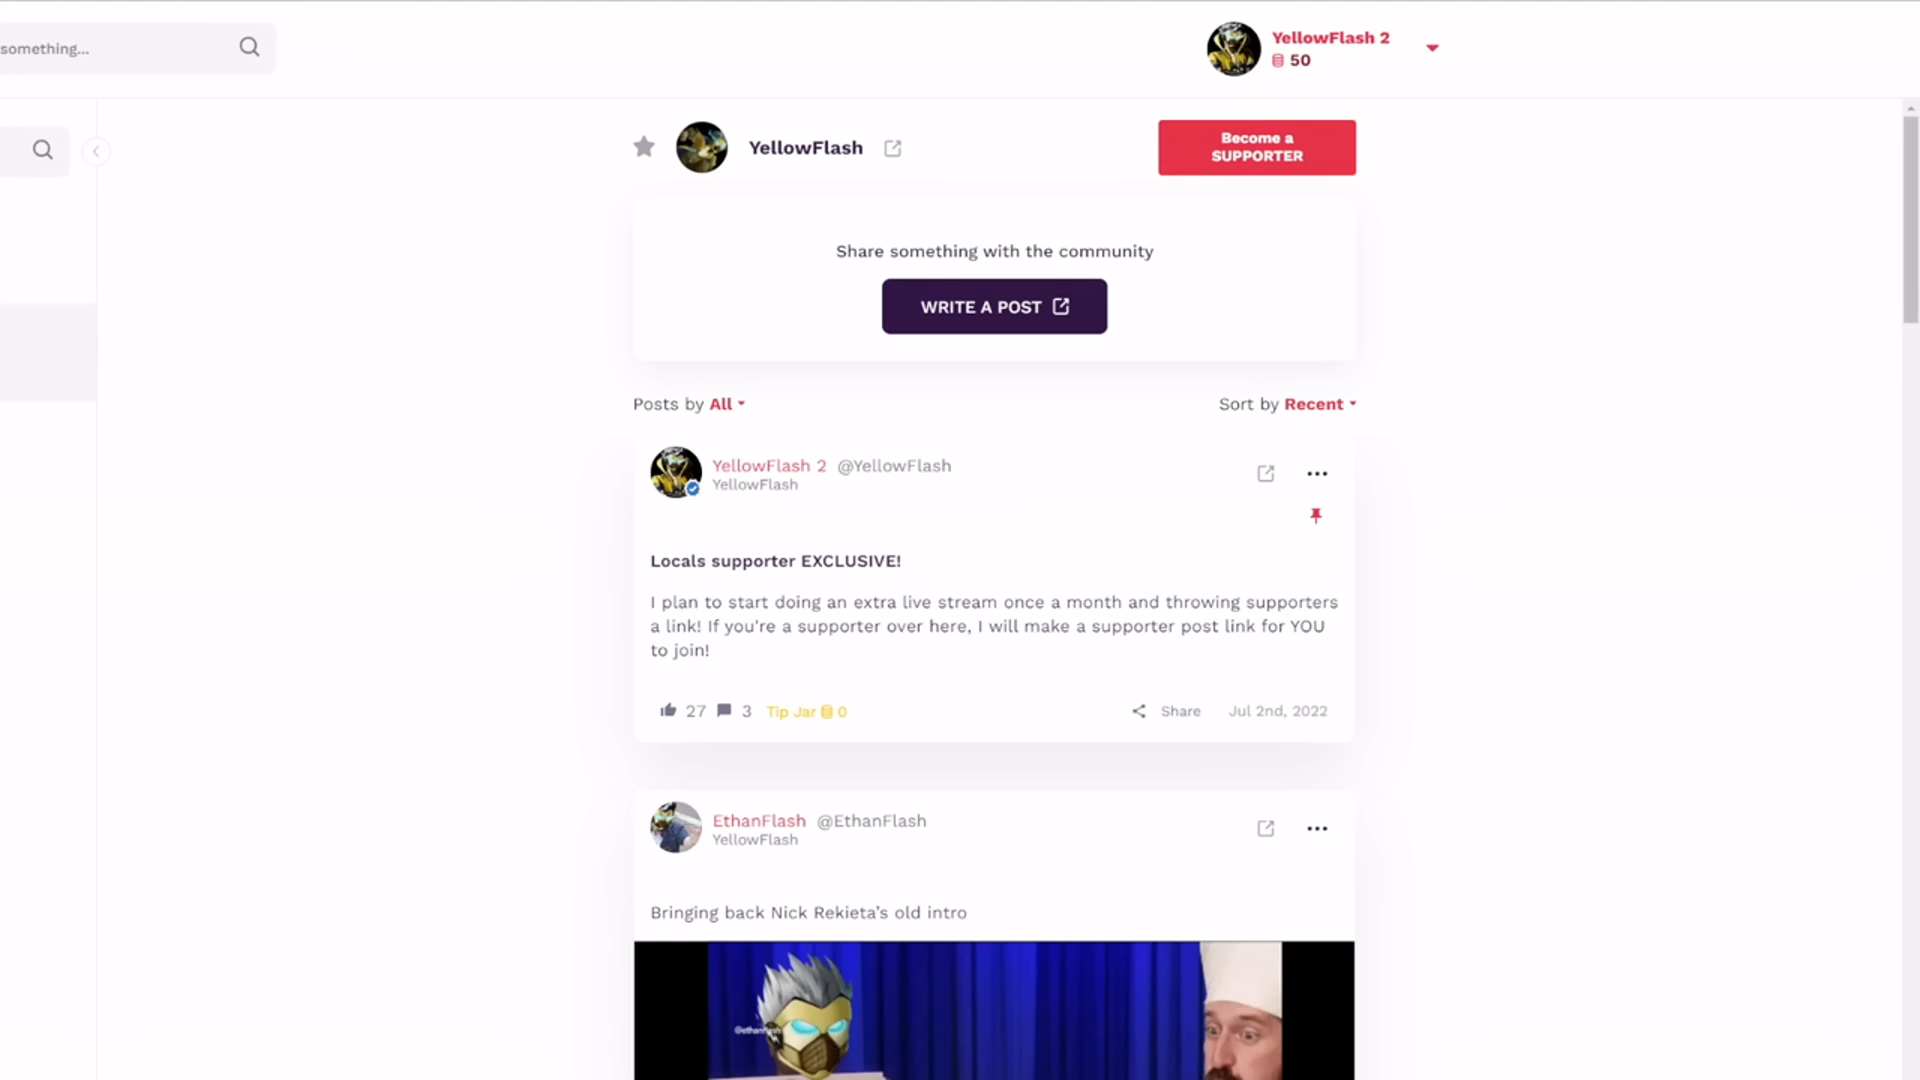 something...
YellowFlash 2
50
YellowFlash
Become a
SUPPORTER
Share something with the community
WRITE A POST
Posts by All
Sort by Recent
YellowFlash 2 @YellowFlash
YellowFlash
Locals supporter EXCLUSIVE!
I plan to start doing an extra live stream once a month and throwing supporters
a link! If you're a supporter over here, I will make a supporter post link for YOU
to join!
27 3 Tip Jar 0
Share Jul 2nd, 2022
EthanFlash @EthanFlash
YellowFlash
Bringing back Nick Rekieta’s old intro
@ethanflash